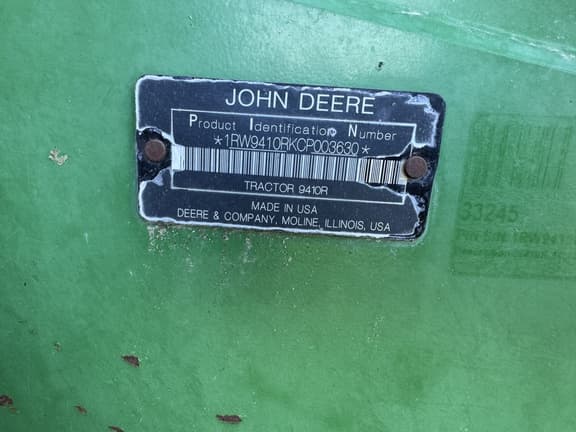 JOHN DEERE
Product Identification Number
*1RW9410RKCP003630*
TRACTOR 9410R
MADE IN USA
DEERE & COMPANY, MOLINE, ILLINOIS, USA
33245